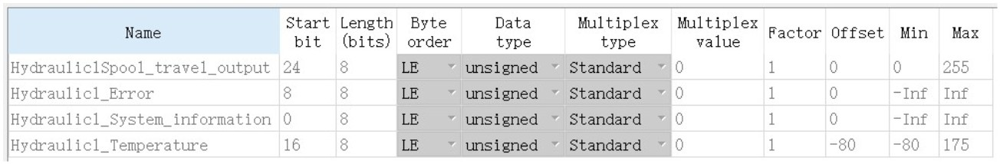 Name Start bit Length (bits) Byte order Data type Multiplex type Multiplex value Factor Offset Min Max
Hydraulic1Spool_travel_output 24 8 LE unsigned Standard 0 1 0 0 255
Hydraulic1_Error 8 8 LE unsigned Standard 0 1 0 -Inf Inf
Hydraulic1_System_information 0 8 LE unsigned Standard 0 1 0 -Inf Inf
Hydraulic1_Temperature 16 8 LE unsigned Standard 0 1 -80 -80 175